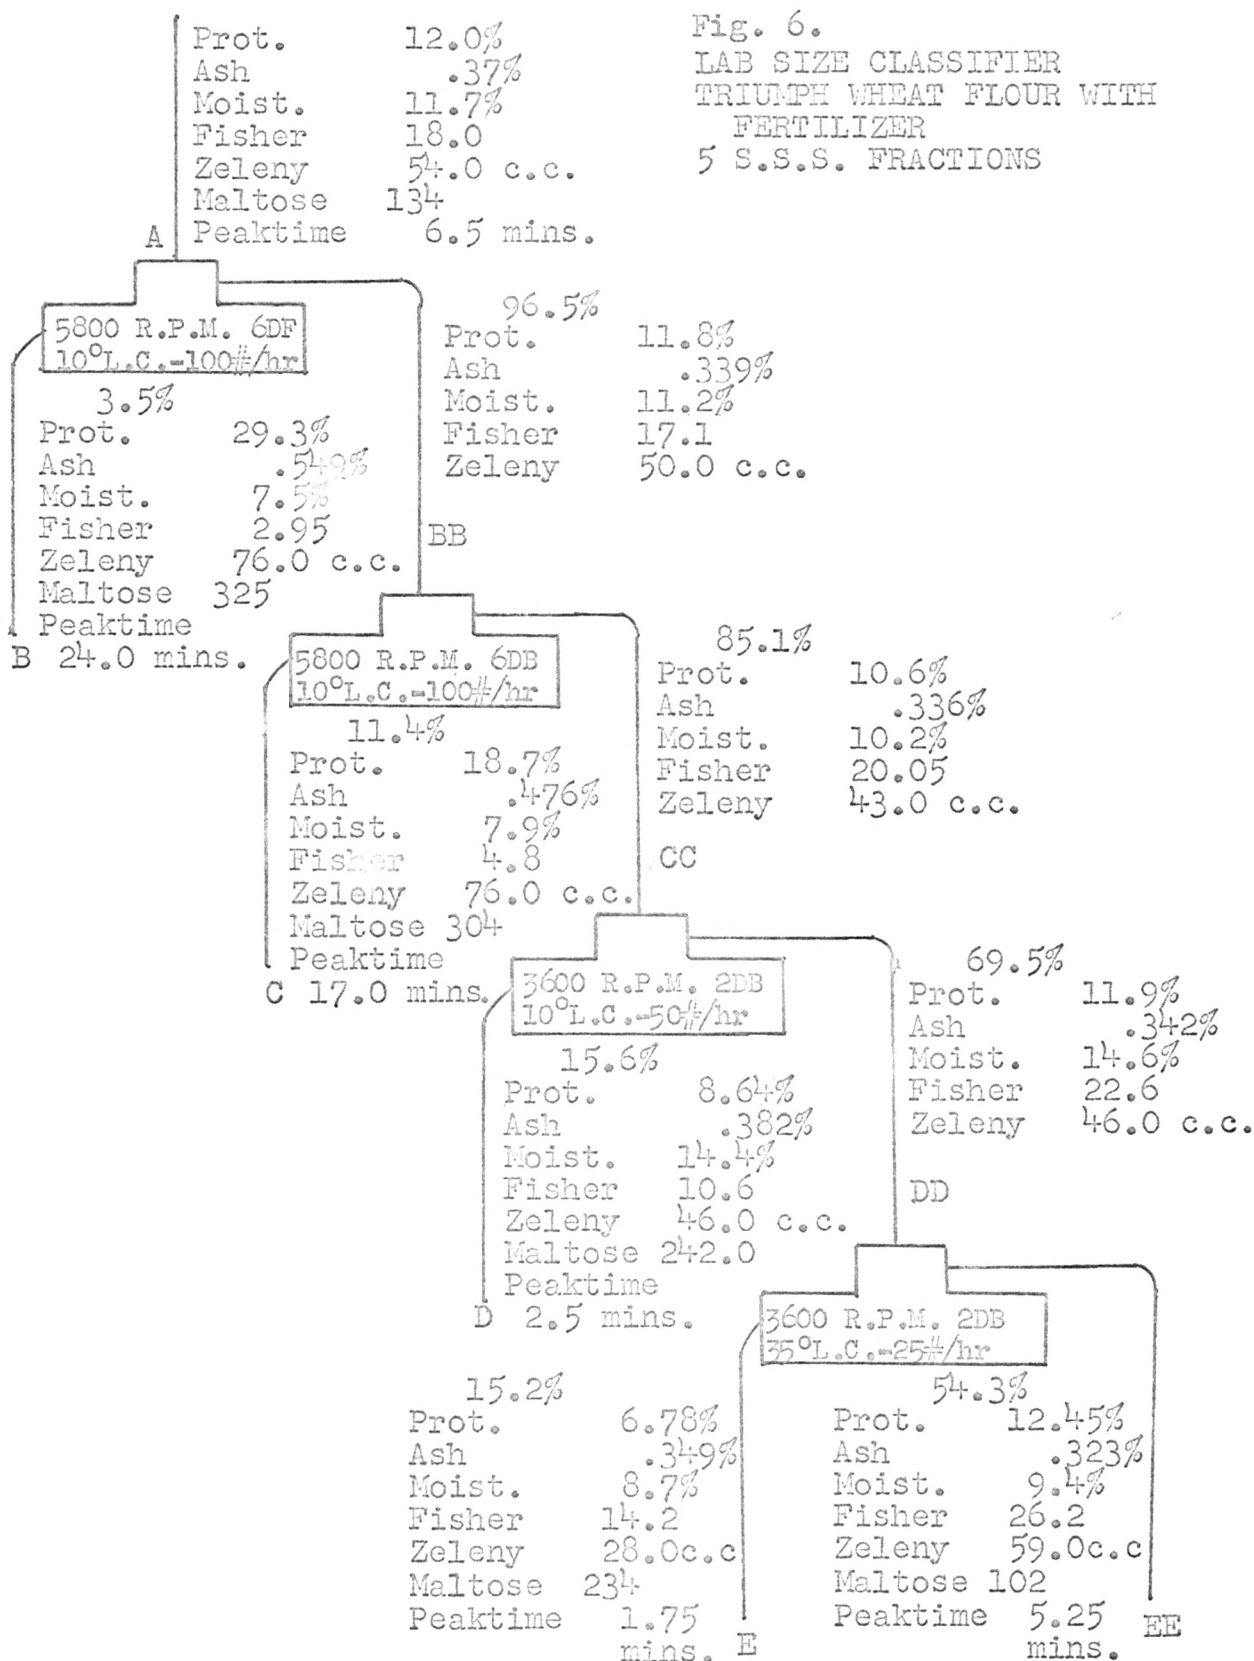 Fig. 6.
LAB SIZE CLASSIFIER
TRIUMPH WHEAT FLOUR WITH
FERTILIZER
5 S.S.S. FRACTIONS
Prot. 12.0%
Ash .37%
Moist. 11.7%
Fisher 18.0
Zeleny 54.0 c.c.
Maltose 134
Peaktime 6.5 mins.
A
5800 R.P.M. 6DF
10°L.C.-100#/hr
3.5%
Prot. 29.3%
Ash .549%
Moist. 7.5%
Fisher 2.95
Zeleny 76.0 c.c.
Maltose 325
Peaktime
B 24.0 mins.
96.5%
Prot. 11.8%
Ash .339%
Moist. 11.2%
Fisher 17.1
Zeleny 50.0 c.c.
BB
5800 R.P.M. 6DB
10°L.C.-100#/hr
11.4%
Prot. 18.7%
Ash .476%
Moist. 7.9%
Fisher 4.8
Zeleny 76.0 c.c.
Maltose 304
Peaktime
C 17.0 mins.
85.1%
Prot. 10.6%
Ash .336%
Moist. 10.2%
Fisher 20.05
Zeleny 43.0 c.c.
CC
3600 R.P.M. 2DB
10°L.C.-50#/hr
15.6%
Prot. 8.64%
Ash .382%
Moist. 14.4%
Fisher 10.6
Zeleny 46.0 c.c.
Maltose 242.0
Peaktime
D 2.5 mins.
69.5%
Prot. 11.9%
Ash .342%
Moist. 14.6%
Fisher 22.6
Zeleny 46.0 c.c.
DD
3600 R.P.M. 2DB
35°L.C.-25#/hr
15.2%
Prot. 6.78%
Ash .349%
Moist. 8.7%
Fisher 14.2
Zeleny 28.0c.c
Maltose 234
Peaktime 1.75
mins. E
54.3%
Prot. 12.45%
Ash .323%
Moist. 9.4%
Fisher 26.2
Zeleny 59.0c.c
Maltose 102
Peaktime 5.25
mins.
EE